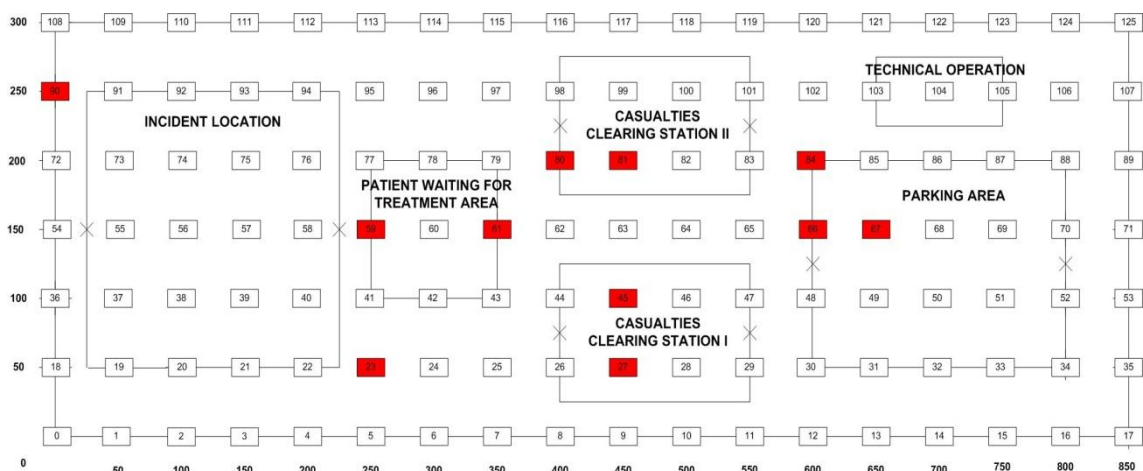 300 108 109 110 111 112 113 114 115 116 117 118 119 120 121 122 123 124 125
TECHNICAL OPERATION
250 90 91 92 93 94 95 96 97 98 99 100 101 102 103 104 105 106 107
INCIDENT LOCATION
CASUALTIES
CLEARING STATION II
200 72 73 74 75 76 77 78 79 80 81 82 83 84 85 86 87 88 89
PATIENT WAITING FOR
TREATMENT AREA
PARKING AREA
150 54 55 56 57 58 59 60 61 62 63 64 65 66 67 68 69 70 71
100 36 37 38 39 40 41 42 43 44 45 46 47 48 49 50 51 52 53
CASUALTIES
CLEARING STATION I
50 18 19 20 21 22 23 24 25 26 27 28 29 30 31 32 33 34 35
0 1 2 3 4 5 6 7 8 9 10 11 12 13 14 15 16 17
0 50 100 150 200 250 300 350 400 450 500 550 600 650 700 750 800 850